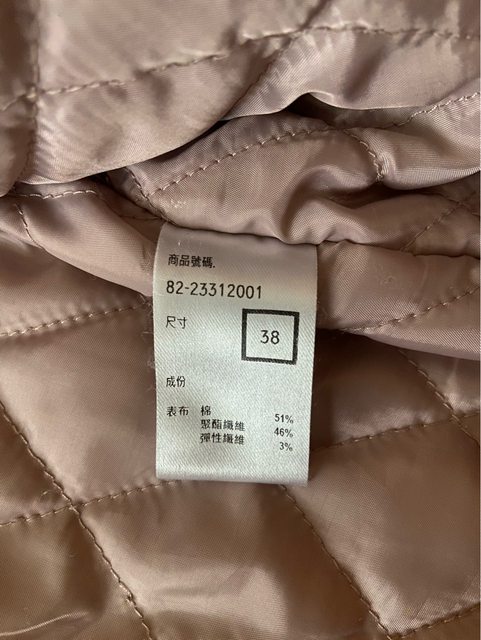 商品號碼.
82-23312001
尺寸 38
成份
表布 棉 51%
聚酯纖維 46%
彈性纖維 3%